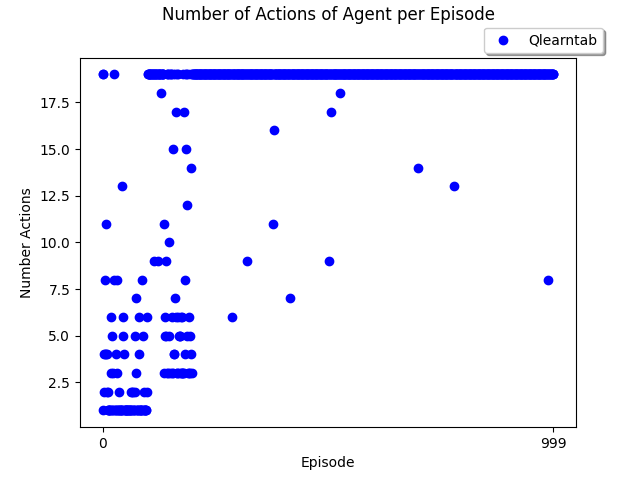 Number of Actions of Agent per Episode
Qlearntab
17.5
15.0
12.5
10.0
7.5
5.0
2.5
Number Actions
0
999
Episode